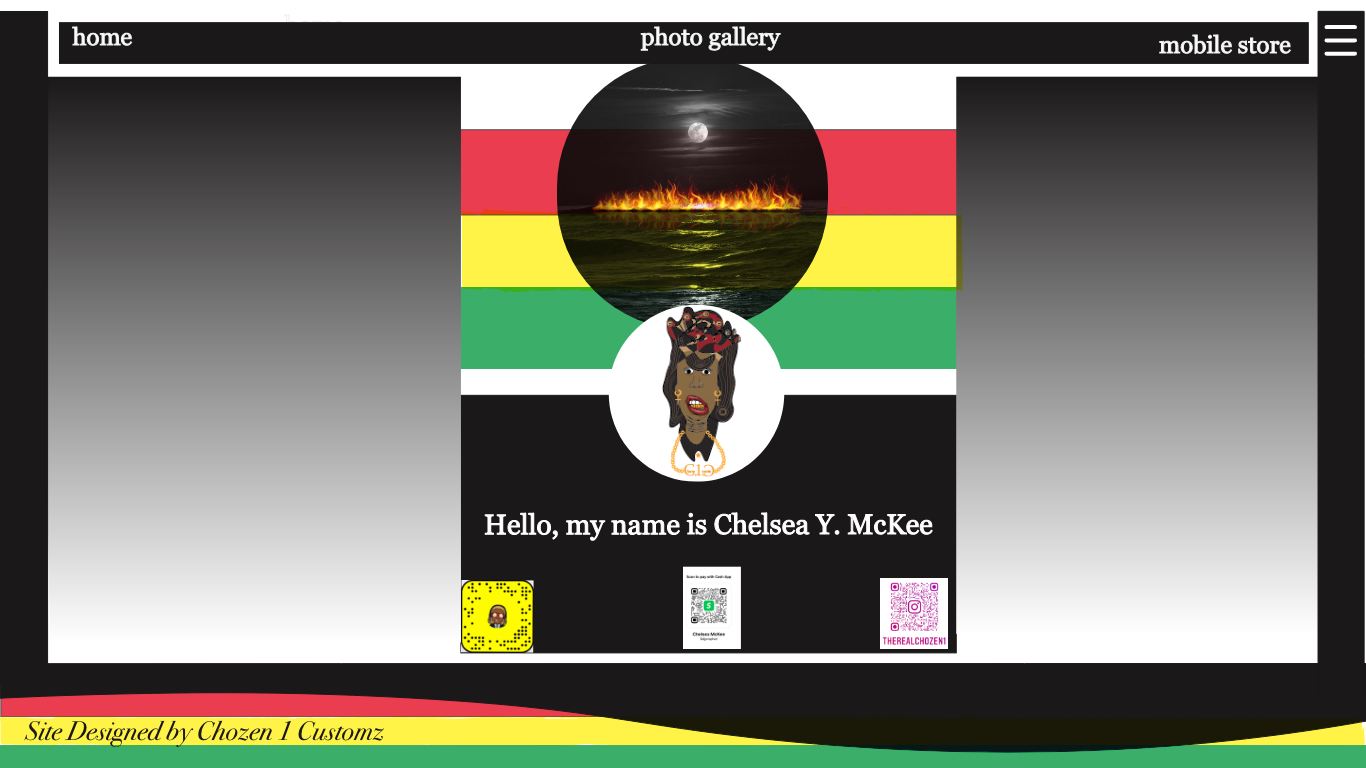 home
photo gallery
mobile store
Hello, my name is Chelsea Y. McKee
Scan to pay with Cash App
Chelsea McKee
THEREALCHOZEN1
Site Designed by Chozen 1 Customz